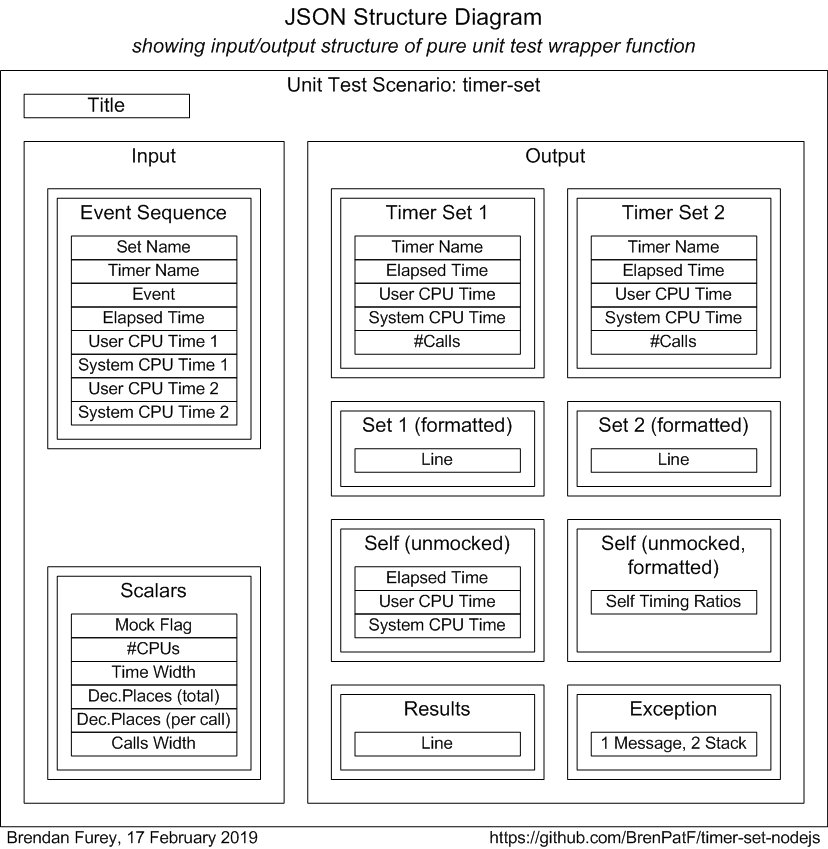 JSON Structure Diagram
showing input/output structure of pure unit test wrapper function
Unit Test Scenario: timer-set
Title
Input
Event Sequence
Set Name
Timer Name
Event
Elapsed Time
User CPU Time 1
System CPU Time 1
User CPU Time 2
System CPU Time 2
Scalars
Mock Flag
#CPUs
Time Width
Dec.Places (total)
Dec.Places (per call)
Calls Width
Output
Timer Set 1
Timer Name
Elapsed Time
User CPU Time
System CPU Time
#Calls
Timer Set 2
Timer Name
Elapsed Time
User CPU Time
System CPU Time
#Calls
Set 1 (formatted)
Line
Set 2 (formatted)
Line
Self (unmocked)
Elapsed Time
User CPU Time
System CPU Time
Self (unmocked,
formatted)
Self Timing Ratios
Results
Line
Exception
1 Message, 2 Stack
Brendan Furey, 17 February 2019
https://github.com/BrenPatF/timer-set-nodejs